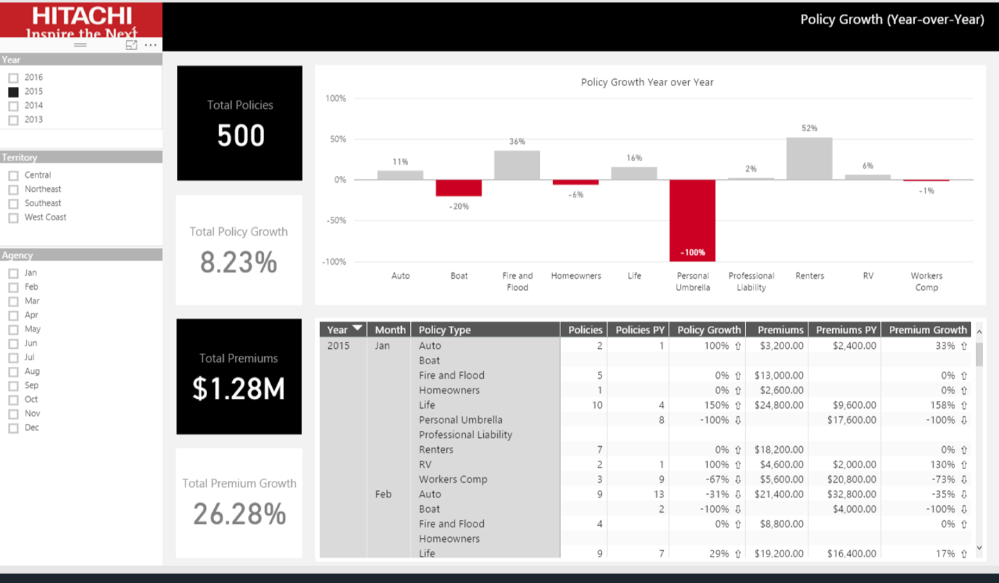 HITACHI
Inspire the Next
Policy Growth (Year-over-Year)
Year
2016
2015
2014
2013
Territory
Central
Northeast
Southeast
West Coast
Agency
Jan
Feb
Mar
Apr
May
Jun
Jul
Aug
Sep
Oct
Nov
Dec
Total Policies
500
Total Policy Growth
8.23%
Total Premiums
$1.28M
Total Premium Growth
26.28%
Policy Growth Year over Year
100%
50%
0%
-50%
-100%
11%
-20%
36%
-6%
16%
-100%
2%
52%
6%
-1%
Auto
Boat
Fire and
Flood
Homeowners
Life
Personal
Umbrella
Professional
Liability
Renters
RV
Workers
Comp
Year Month Policy Type Policies Policies PY Policy Growth Premiums Premiums PY Premium Growth
2015 Jan Auto 2 1 100% ⇧ $3,200.00 $2,400.00 33% ⇧
Boat
Fire and Flood 5 0% ⇧ $13,000.00 0% ⇧
Homeowners 1 0% ⇧ $2,600.00 0% ⇧
Life 10 4 150% ⇧ $24,800.00 $9,600.00 158% ⇧
Personal Umbrella 8 -100% ⇩ $17,600.00 -100% ⇩
Professional Liability
Renters 7 0% ⇧ $18,200.00 0% ⇧
RV 2 1 100% ⇧ $4,600.00 $2,000.00 130% ⇧
Workers Comp 3 9 -67% ⇩ $5,600.00 $20,800.00 -73% ⇩
Feb Auto 9 13 -31% ⇩ $21,400.00 $32,800.00 -35% ⇩
Boat 2 -100% ⇩ $4,000.00 -100% ⇩
Fire and Flood 4 0% ⇧ $8,800.00 0% ⇧
Homeowners
Life 9 7 29% ⇧ $19,200.00 $16,400.00 17% ⇧